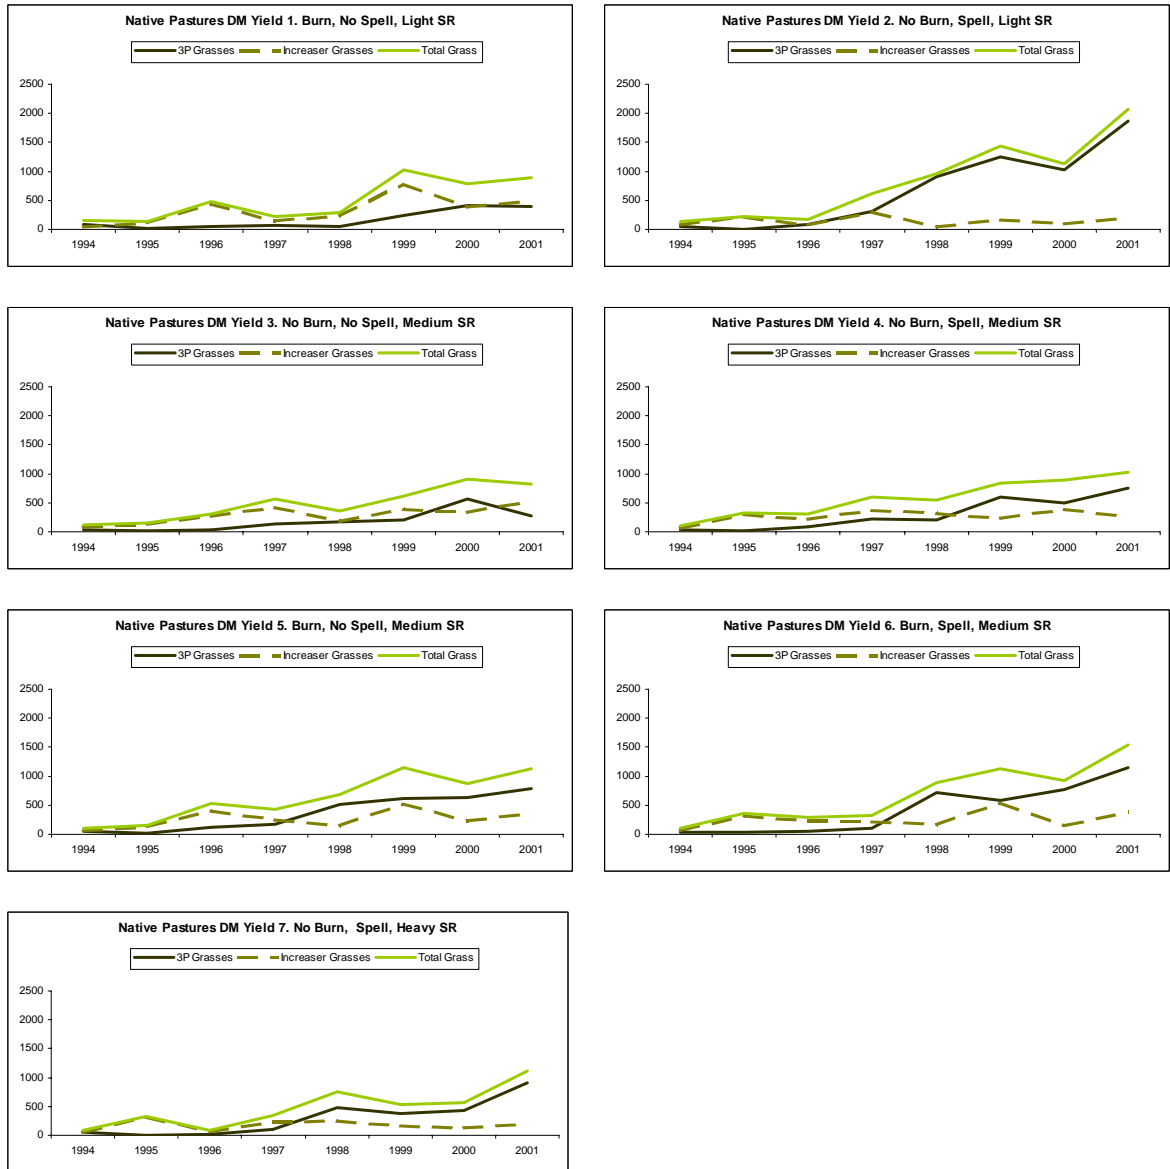 Native Pastures DM Yield 1. Burn, No Spell, Light SR
3P Grasses Increaser Grasses Total Grass
2500
2000
1500
1000
500
0
1994 1995 1996 1997 1998 1999 2000 2001
Native Pastures DM Yield 2. No Burn, Spell, Light SR
3P Grasses Increaser Grasses Total Grass
2500
2000
1500
1000
500
0
1994 1995 1996 1997 1998 1999 2000 2001
Native Pastures DM Yield 3. No Burn, No Spell, Medium SR
3P Grasses Increaser Grasses Total Grass
2500
2000
1500
1000
500
0
1994 1995 1996 1997 1998 1999 2000 2001
Native Pastures DM Yield 4. No Burn, Spell, Medium SR
3P Grasses Increaser Grasses Total Grass
2500
2000
1500
1000
500
0
1994 1995 1996 1997 1998 1999 2000 2001
Native Pastures DM Yield 5. Burn, No Spell, Medium SR
3P Grasses Increaser Grasses Total Grass
2500
2000
1500
1000
500
0
1994 1995 1996 1997 1998 1999 2000 2001
Native Pastures DM Yield 6. Burn, Spell, Medium SR
3P Grasses Increaser Grasses Total Grass
2500
2000
1500
1000
500
0
1994 1995 1996 1997 1998 1999 2000 2001
Native Pastures DM Yield 7. No Burn, Spell, Heavy SR
3P Grasses Increaser Grasses Total Grass
2500
2000
1500
1000
500
0
1994 1995 1996 1997 1998 1999 2000 2001